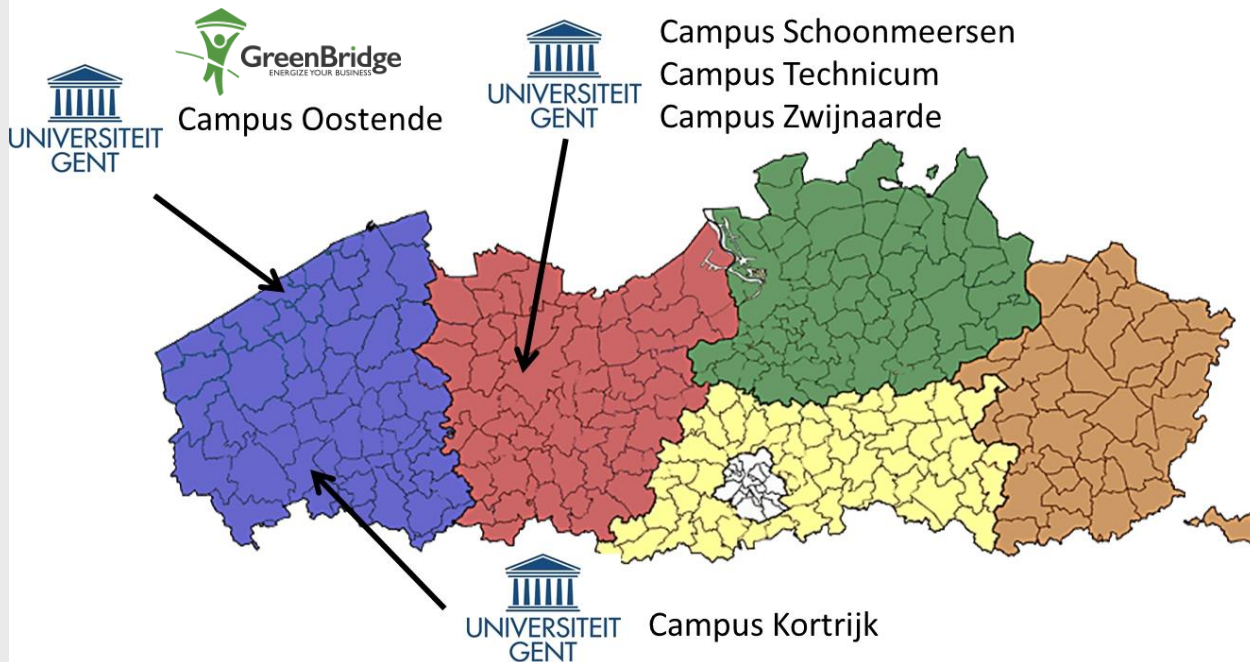 GreenBridge
ENERGIZE YOUR BUSINESS
UNIVERSITEIT
GENT
Campus Oostende
UNIVERSITEIT
GENT
Campus Schoonmeersen
Campus Technicum
Campus Zwijnaarde
UNIVERSITEIT
GENT
Campus Kortrijk